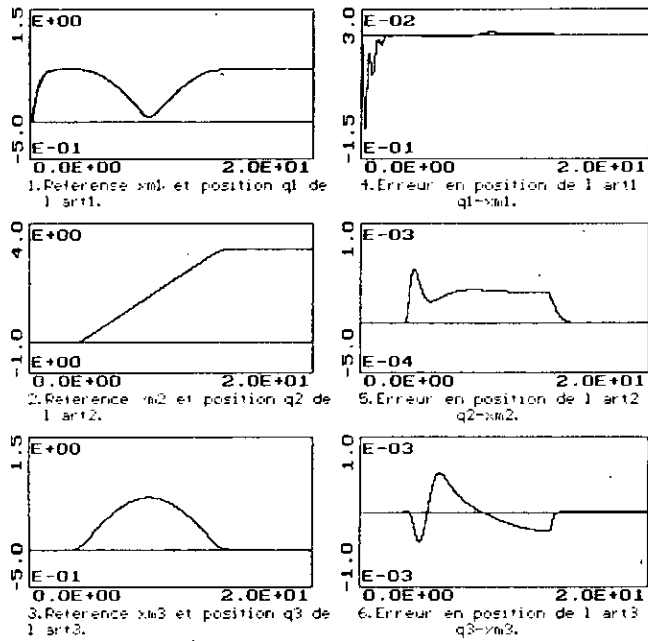 1.5
E+00
-5.0
E-01
0.0E+00 2.0E+01
1.Reference xm1 et position q1 de
l art1.
3.0
E-02
-1.5
E-01
0.0E+00 2.0E+01
4.Erreur en position de l art1
q1-xm1.
4.0
E+00
-1.0
E+00
0.0E+00 2.0E+01
2.Reference xm2 et position q2 de
l art2.
1.0
E-03
-5.0
E-04
0.0E+00 2.0E+01
5.Erreur en position de l art2
q2-xm2.
1.5
E+00
-5.0
E-01
0.0E+00 2.0E+01
3.Reference xm3 et position q3 de
l art3.
1.0
E-03
-1.0
E-03
0.0E+00 2.0E+01
6.Erreur en position de l art3
q3-xm3.